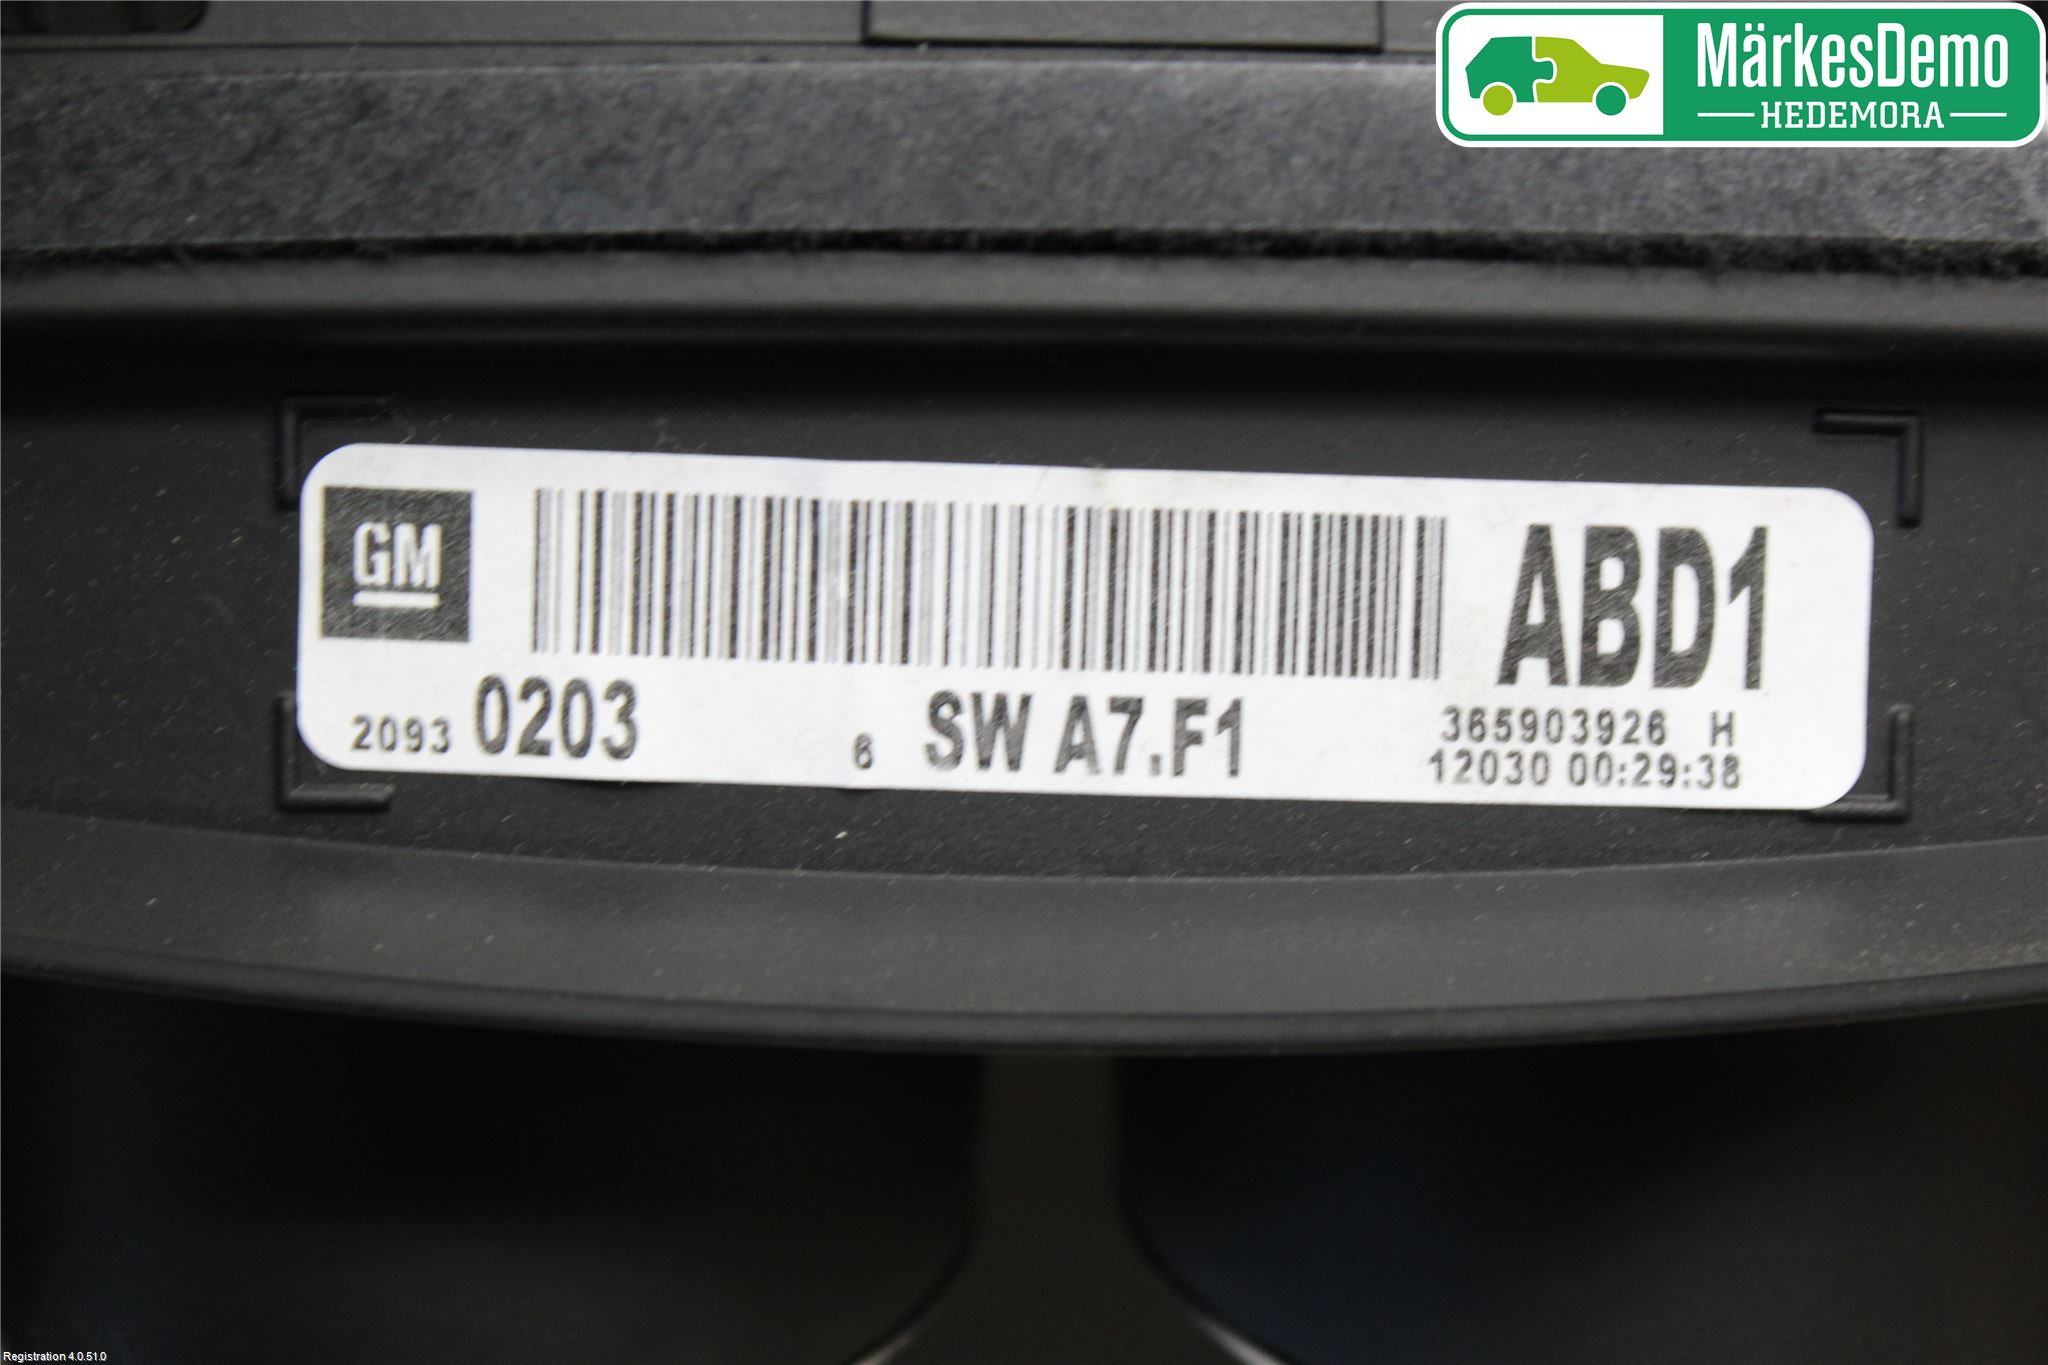 MärkesDemo
HEDEMORA
GM
ABD1
2093 0203 6 SW A7.F1
365903926 H
12030 00:29:38
Registration 4.0.51.0